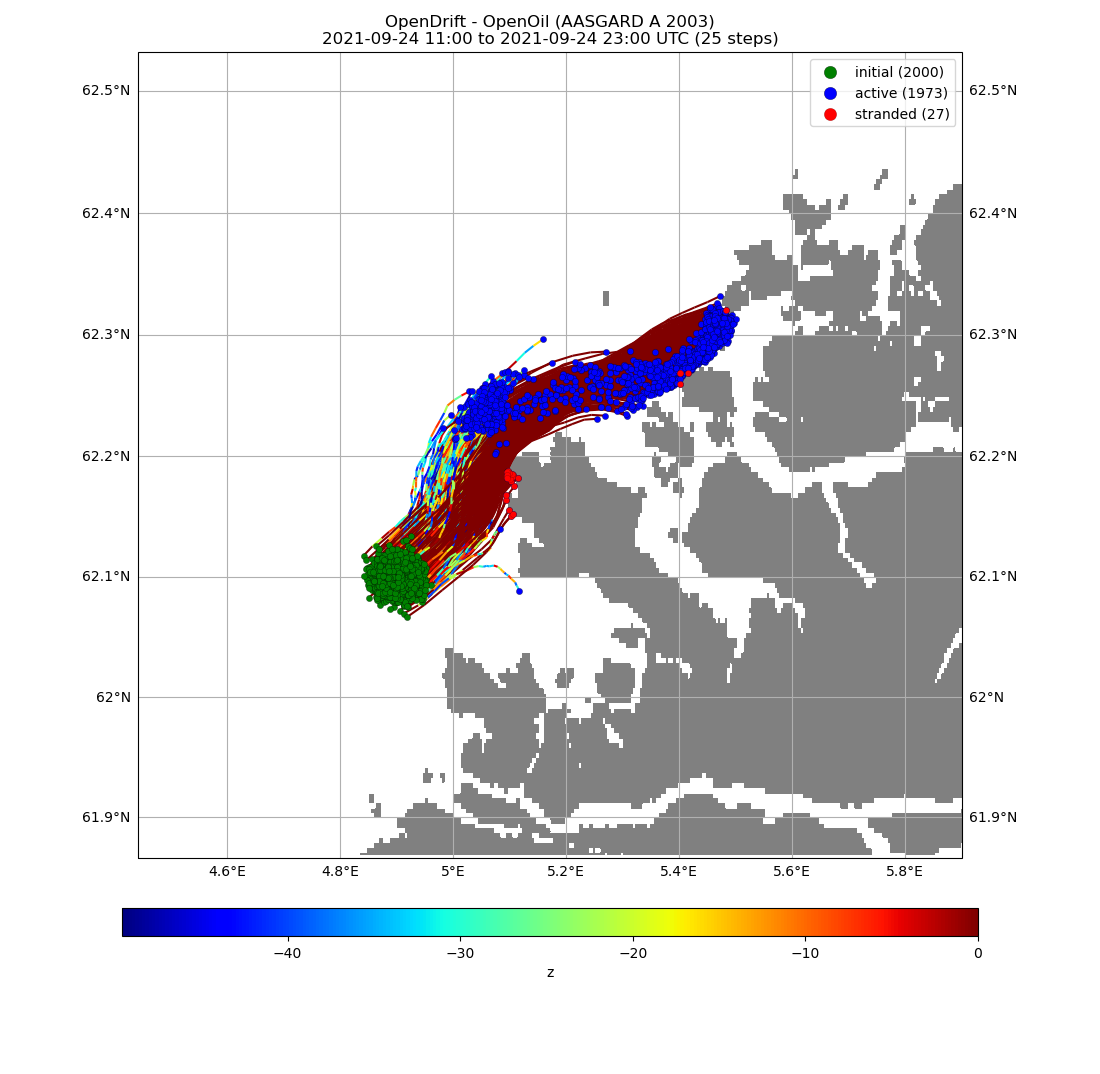 OpenDrift - OpenOil (AASGARD A 2003)
2021-09-24 11:00 to 2021-09-24 23:00 UTC (25 steps)
initial (2000)
active (1973)
stranded (27)
62.5°N 62.5°N
62.4°N 62.4°N
62.3°N 62.3°N
62.2°N 62.2°N
62.1°N 62.1°N
62°N 62°N
61.9°N 61.9°N
4.6°E 4.8°E 5° 5.2°E 5.4°E 5.6°E 5.8°E
−40 −30 −20 −10 0
z